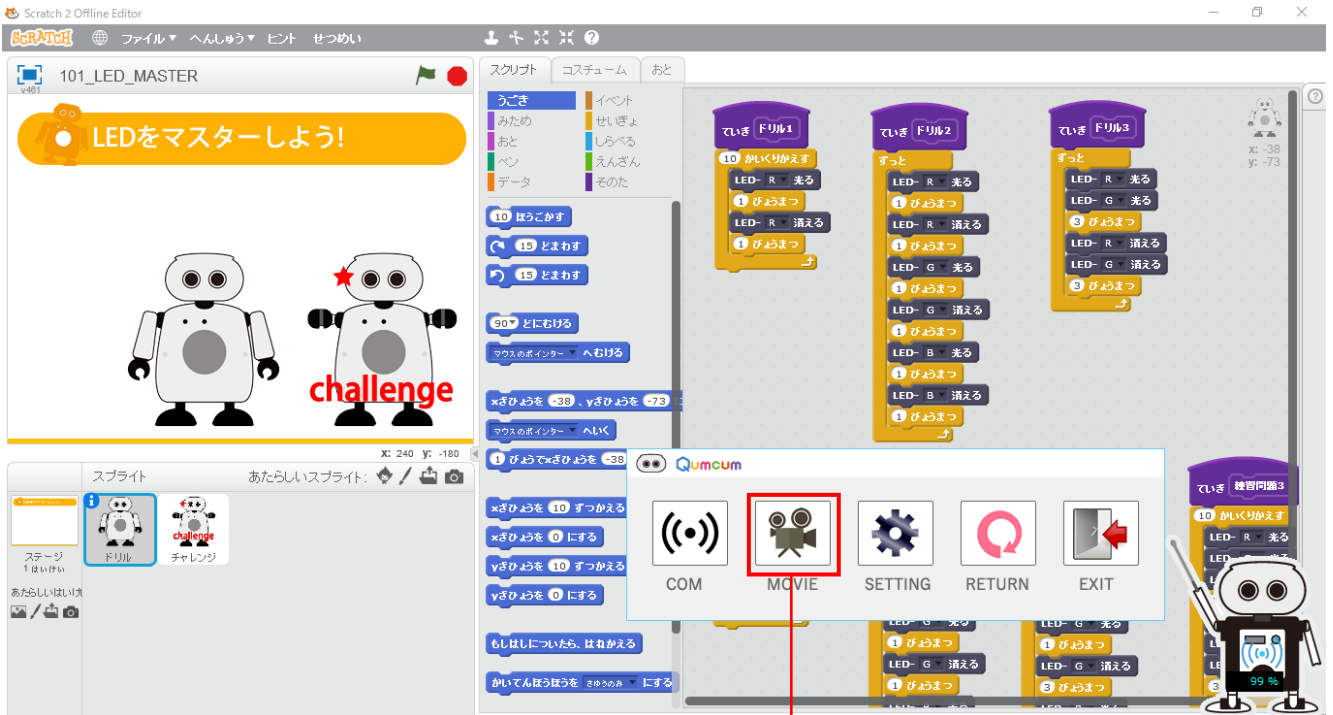 Scratch 2 Offline Editor
SCRATCH ファイル▼ へんしゅう▼ ヒント せつめい
v461
101_LED_MASTER
LEDをマスターしよう!
challenge
X: 240 y: -180
スプライト
あたらしいスプライト:
ステージ
1 はいけい
あたらしいはいけ
ドリル
challenge
チャレンジ
スクリプト
コスチューム
おと
うごき
みため
おと
ペン
データ
イベント
せいぎょ
しらべる
えんざん
そのた
10 ほうごかす
15 どまわす
15 どまわす
90▼ どにむける
マウスのポインター へむける
xざひょうを -38 、yざひょうを -73 に
マウスのポインター へいく
1 びょうでxざひょうを -38
xざひょうを 10 ずつかえる
xざひょうを 0 にする
yざひょうを 10 ずつかえる
yざひょうを 0 にする
もしはしについたら、はねかえる
かいてんほうほうを さゆうのみ にする
x: -38
y: -73
ていぎ ドリル1
10 かいくりかえす
LED- R 光る
1 びょうまつ
LED- R 消える
1 びょうまつ
ていぎ ドリル2
ずっと
LED- R 光る
1 びょうまつ
LED- R 消える
1 びょうまつ
LED- G 光る
1 びょうまつ
LED- G 消える
1 びょうまつ
LED- B 光る
1 びょうまつ
LED- B 消える
1 びょうまつ
ていぎ ドリル3
ずっと
LED- R 光る
LED- G 光る
3 びょうまつ
LED- R 消える
LED- G 消える
3 びょうまつ
ていぎ 練習問題3
10 かいくりかえす
LED- R 光る
Qumcum
COM
MOVIE
SETTING
RETURN
EXIT
LED- G 光る
1 びょうまつ
LED- G 消える
1 びょうまつ
LED- G 光る
1 びょうまつ
LED- G 消える
3 びょうまつ
99 %